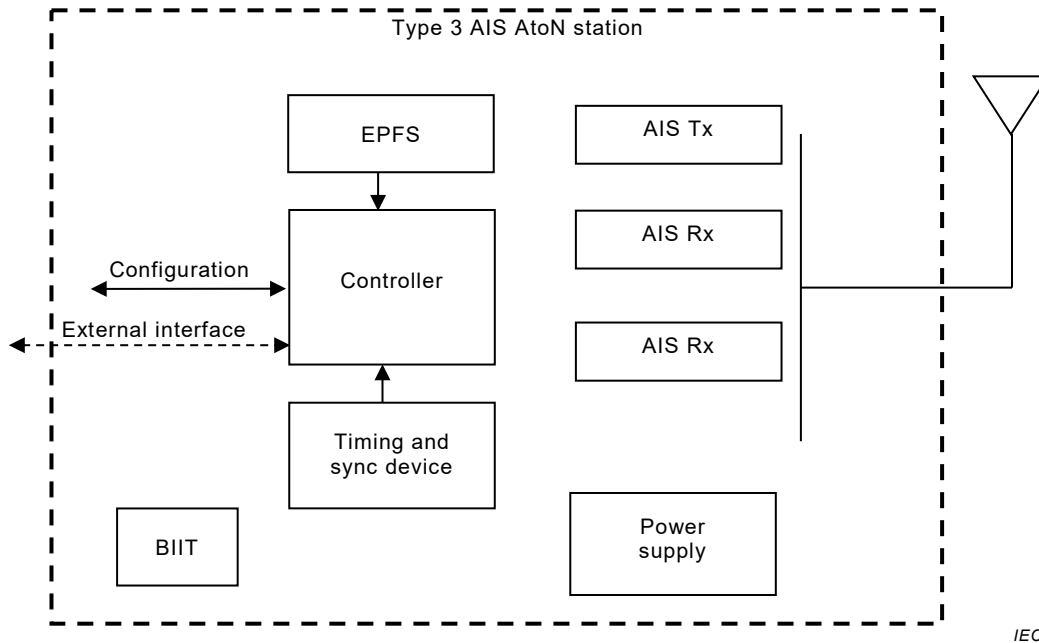 Type 3 AIS AtoN station
EPFS
AIS Tx
AIS Rx
Configuration
Controller
External interface
AIS Rx
Timing and
sync device
BIIT
Power
supply
IEC